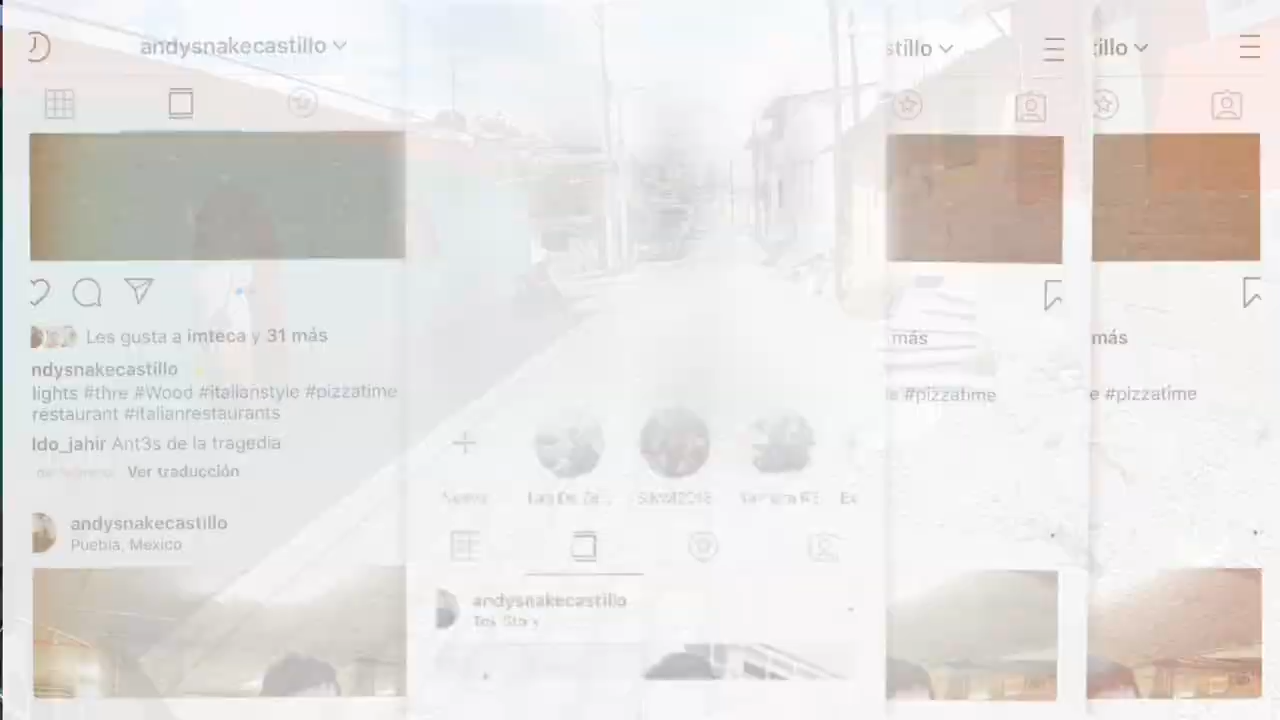 andysnakecastillo
Les gusta a imteca y 31 más
ndysnakecastillo
lights #thre #Wood #italianstyle #pizzatime
restaurant #italianrestaurants
ldo_jahir Ant3s de la tragedia
Ver traducción
andysnakecastillo
Puebla, Mexico
andysnakecastillo
stillo
más
#pizzatime
tillo
más
e #pizzatime